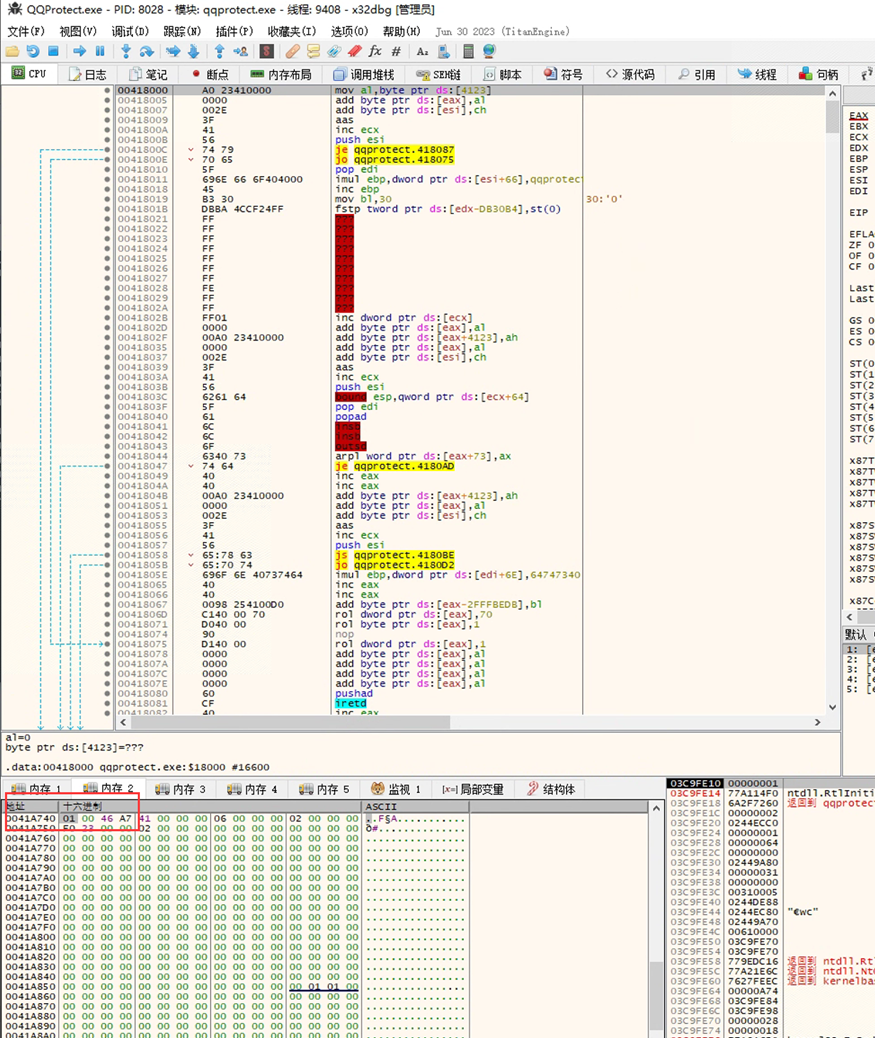 QQProtect.exe - PID: 8028 - 模块: qqprotect.exe - 线程: 9408 - x32dbg [管理员]
文件(F) 视图(V) 调试(D) 跟踪(N) 插件(P) 收藏夹(I) 选项(O) 帮助(H) Jun 30 2023 (TitanEngine)
CPU 日志 笔记 断点 内存布局 调用堆栈 SEH链 脚本 符号 源代码 引用 线程 句柄
00418000 A0 23410000 mov al,byte ptr ds:[4123]
00418005 0000 add byte ptr ds:[eax],al
00418007 002E add byte ptr ds:[esi],ch
00418009 3F aas
0041800A 41 inc ecx
0041800B 56 push esi
0041800C 74 79 je qqprotect.418087
0041800E 70 65 jo qqprotect.418075
00418010 5F pop edi
00418011 696E 66 6F404000 imul ebp,dword ptr ds:[esi+66],qqprotect
00418018 45 inc ebp
00418019 B3 30 mov bl,30 30:'0'
0041801B DBBA 4CCF24FF fstp tword ptr ds:[edx-DB30B4],st(0)
00418021 FF ???
00418022 FF ???
00418023 FF ???
00418024 FF ???
00418025 FF ???
00418026 FF ???
00418027 FF ???
00418028 FE ???
00418029 FF ???
0041802A FF ???
0041802B FF01 inc dword ptr ds:[ecx]
0041802D 0000 add byte ptr ds:[eax],al
0041802F 00A0 23410000 add byte ptr ds:[eax+4123],ah
00418035 0000 add byte ptr ds:[eax],al
00418037 002E add byte ptr ds:[esi],ch
00418039 3F aas
0041803A 41 inc ecx
0041803B 56 push esi
0041803C 6261 64 bound esp,qword ptr ds:[ecx+64]
0041803F 5F pop edi
00418040 61 popad
00418041 6C insb
00418042 6C insb
00418043 6F outsd
00418044 6340 73 arpl word ptr ds:[eax+73],ax
00418047 74 64 je qqprotect.4180AD
00418049 40 inc eax
0041804A 40 inc eax
0041804B 00A0 23410000 add byte ptr ds:[eax+4123],ah
00418051 0000 add byte ptr ds:[eax],al
00418053 002E add byte ptr ds:[esi],ch
00418055 3F aas
00418056 41 inc ecx
00418057 56 push esi
00418058 65:78 63 js qqprotect.4180BE
0041805B 65:70 74 jo qqprotect.4180D2
0041805E 696F 6E 40737464 imul ebp,dword ptr ds:[edi+6E],64747340
00418065 40 inc eax
00418066 40 inc eax
00418067 0098 254100D0 add byte ptr ds:[eax-2FFFBEDB],bl
0041806D C140 00 70 rol dword ptr ds:[eax],70
00418071 D040 00 rol byte ptr ds:[eax],1
00418074 90 nop
00418075 D140 00 rol dword ptr ds:[eax],1
00418078 0000 add byte ptr ds:[eax],al
0041807A 0000 add byte ptr ds:[eax],al
0041807C 0000 add byte ptr ds:[eax],al
0041807E 0000 add byte ptr ds:[eax],al
00418080 60 pushad
00418081 CF iretd
00418082 40 inc eax
EAX
EBX
ECX
EDX
EBP
ESP
ESI
EDI
EIP
EFLA
ZF 0
OF 0
CF 0
Last
Last
GS 0
ES 0
CS 0
ST(0
ST(1
ST(2
ST(3
ST(4
ST(5
ST(6
ST(7
x87T
x87T
x87T
x87T
x87S
x87S
x87S
x87S
x87S
x87S
x87C
默认
1: [e
2: [e
3: [e
4: [e
5: [e
al=0
byte ptr ds:[4123]=???
.data:00418000 qqprotect.exe:$18000 #16600
内存 1 内存 2 内存 3 内存 4 内存 5 监视 1 局部变量 结构体
地址 十六进制 ASCII
0041A740 01 00 46 A7 41 00 00 00 06 00 00 00 02 00 00 00 ..F§A...........
0041A750 F0 23 00 00 D2 00 00 00 00 00 00 00 00 00 00 00
0041A760 00 00 00 00 00 00 00 00 00 00 00 00 00 00 00 00 ................
0041A770 00 00 00 00 00 00 00 00 00 00 00 00 00 00 00 00 ................
0041A780 00 00 00 00 00 00 00 00 00 00 00 00 00 00 00 00 ................
0041A790 00 00 00 00 00 00 00 00 00 00 00 00 00 00 00 00 ................
0041A7A0 00 00 00 00 00 00 00 00 00 00 00 00 00 00 00 00 ................
0041A7B0 00 00 00 00 00 00 00 00 00 00 00 00 00 00 00 00 ................
0041A7C0 00 00 00 00 00 00 00 00 00 00 00 00 00 00 00 00 ................
0041A7D0 00 00 00 00 00 00 00 00 00 00 00 00 00 00 00 00 ................
0041A7E0 00 00 00 00 00 00 00 00 00 00 00 00 00 00 00 00 ................
0041A7F0 00 00 00 00 00 00 00 00 00 00 00 00 00 00 00 00 ................
0041A800 00 00 00 00 00 00 00 00 00 00 00 00 00 00 00 00 ................
0041A810 00 00 00 00 00 00 00 00 00 00 00 00 00 00 00 00 ................
0041A820 00 00 00 00 00 00 00 00 00 00 00 00 00 00 00 00 ................
0041A830 00 00 00 00 00 00 00 00 00 00 00 00 00 00 00 00 ................
0041A840 00 00 00 00 00 00 00 00 00 00 00 00 00 00 00 00 ................
0041A850 00 00 00 00 00 00 00 00 00 00 00 00 00 01 01 00 ................
0041A860 00 00 00 00 00 00 00 00 00 00 00 00 00 00 00 00 ................
0041A870 00 00 00 00 00 00 00 00 00 00 00 00 00 00 00 00 ................
0041A880 00 00 00 00 00 00 00 00 00 00 00 00 00 00 00 00 ................
0041A890 00 00 00 00 00 00 00 00 00 00 00 00 00 00 00 00 ................
0041A8A0 00 00 00 00 00 00 00 00 00 00 00 00 00 00 00 00 ................
03C9FE10 00000001
03C9FE14 77A114F0 ntdll.RtlIniti
03C9FE18 6A2F7260 返回到 qqprotect
03C9FE1C 00000002
03C9FE20 0244ECC0
03C9FE24 00000001
03C9FE28 00000064
03C9FE2C 00000000
03C9FE30 02449A80
03C9FE34 00000031
03C9FE38 00000000
03C9FE3C 00310005
03C9FE40 0244DE88
03C9FE44 0244EC80 "€wc"
03C9FE48 02449A70
03C9FE4C 00610000
03C9FE50 03C9FE70
03C9FE54 03C9FE70
03C9FE58 779EDC16 返回到 ntdll.Rtl
03C9FE5C 77A21E6C 返回到 ntdll.NtC
03C9FE60 7627FEEC 返回到 kernelbas
03C9FE64 00000A74
03C9FE68 03C9FE84
03C9FE6C 03C9FE98
03C9FE70 00000028
03C9FE74 00000018